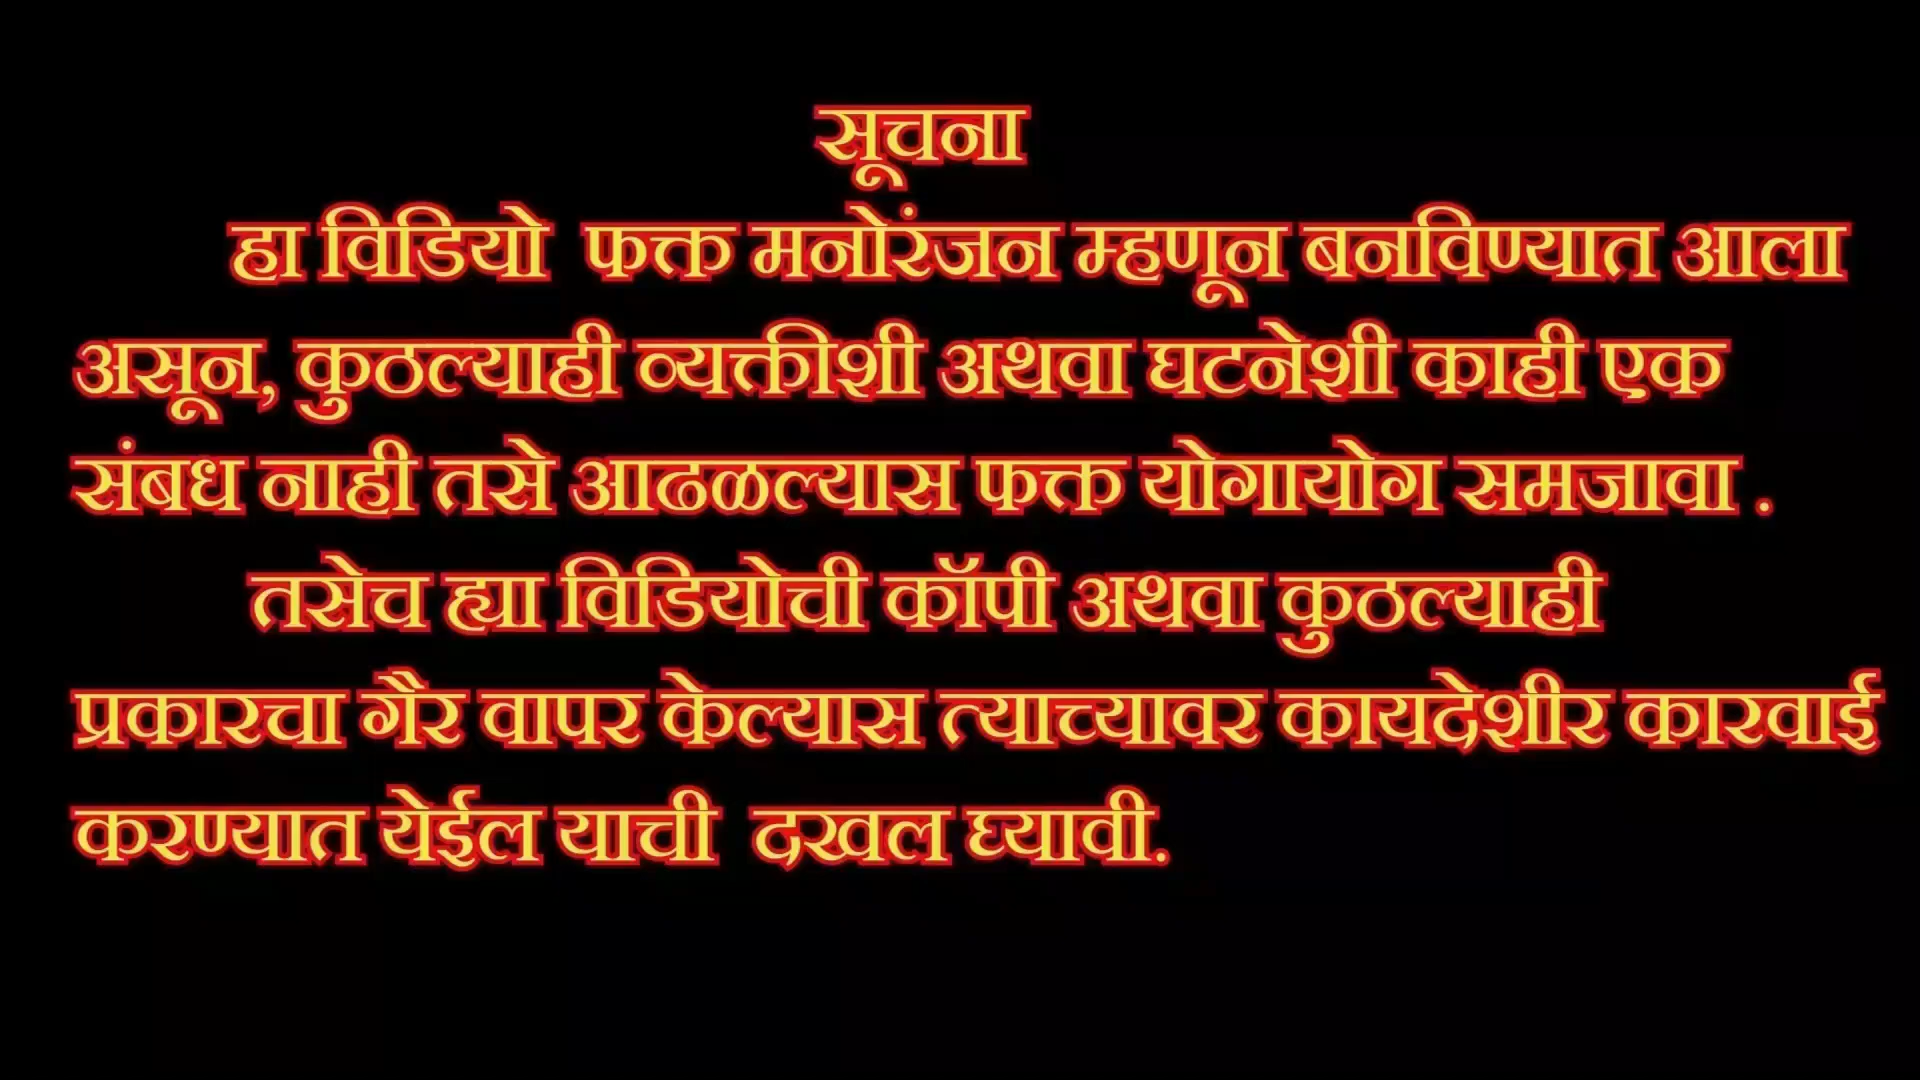 सूचना
हा विडियो फक्त मनोरंजन म्हणून बनविण्यात आला
असून, कुठल्याही व्यक्तीशी अथवा घटनेशी काही एक
संबध नाही तसे आढळल्यास फक्त योगायोग समजावा .
तसेच ह्या विडियोची कॉपी अथवा कुठल्याही
प्रकारचा गैर वापर केल्यास त्याच्यावर कायदेशीर कारवाई
करण्यात येईल याची दखल घ्यावी.